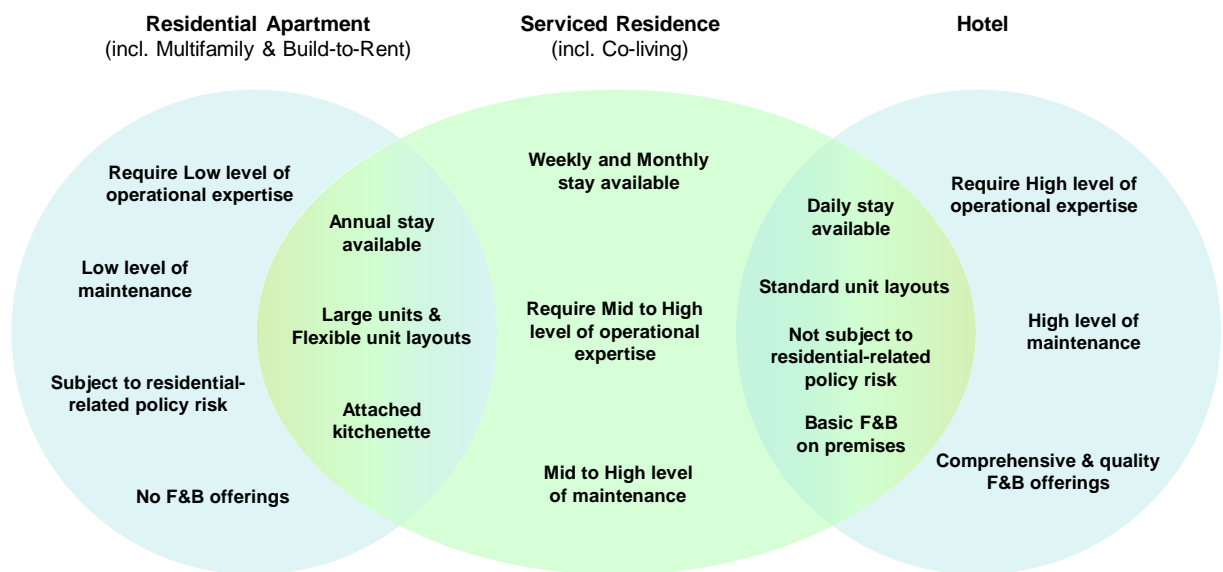 Residential Apartment
(incl. Multifamily & Build-to-Rent)
Serviced Residence
(incl. Co-living)
Hotel
Require Low level of
operational expertise
Low level of
maintenance
Subject to residential-
related policy risk
No F&B offerings
Annual stay
available
Large units &
Flexible unit layouts
Attached
kitchenette
Weekly and Monthly
stay available
Require Mid to High
level of operational
expertise
Mid to High level
of maintenance
Daily stay
available
Standard unit layouts
Not subject to
residential-related
policy risk
Basic F&B
on premises
Require High level of
operational expertise
High level of
maintenance
Comprehensive & quality
F&B offerings